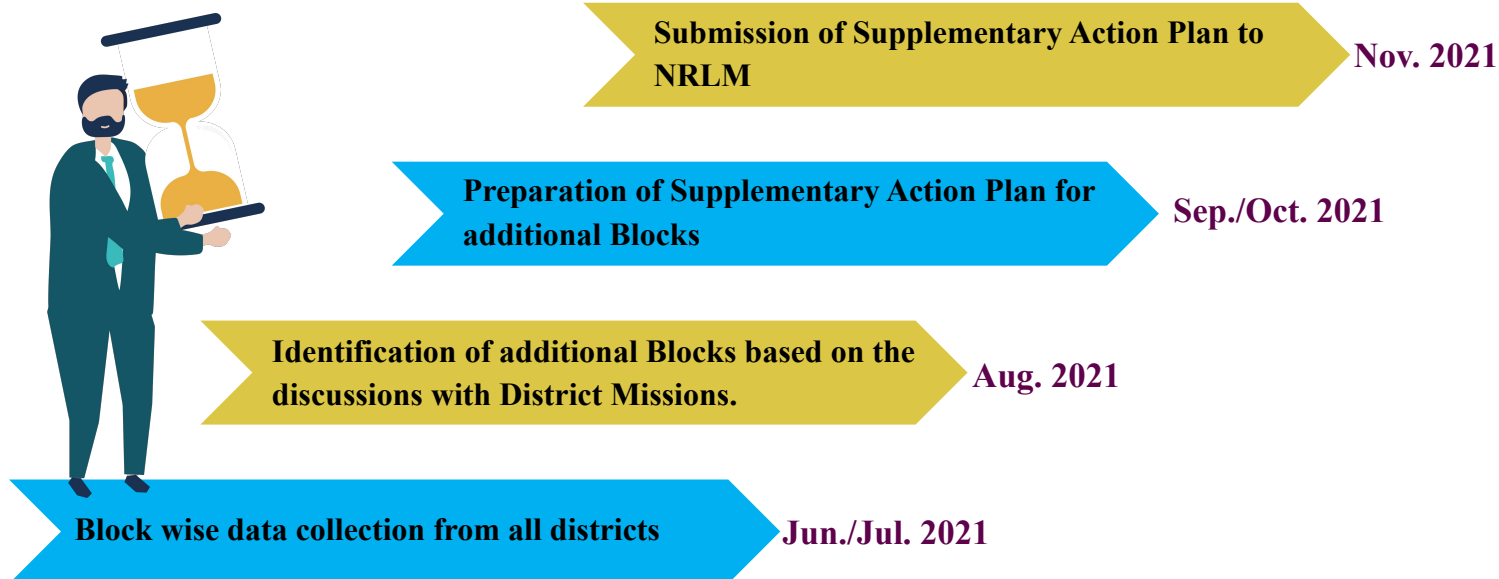 Submission of Supplementary Action Plan to
NRLM
Nov. 2021
Preparation of Supplementary Action Plan for
additional Blocks
Sep./Oct. 2021
Identification of additional Blocks based on the
discussions with District Missions.
Aug. 2021
Block wise data collection from all districts
Jun./Jul. 2021